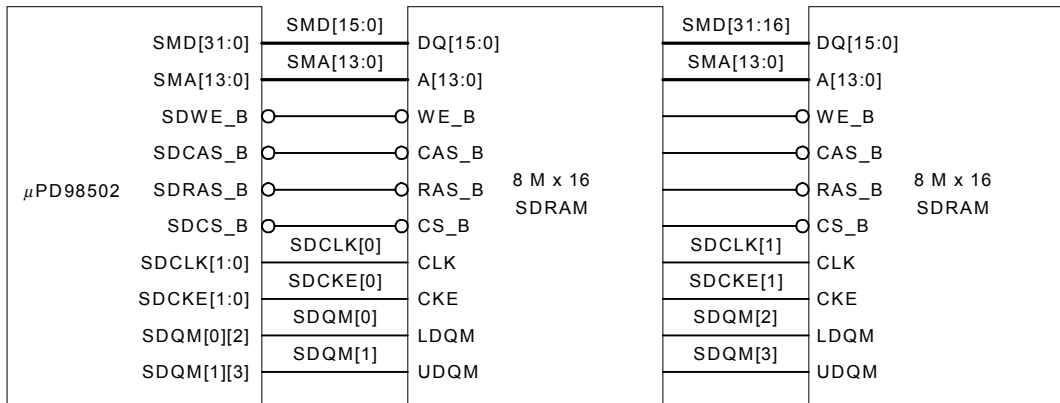 SMD[15:0] SMD[31:16]
SMD[31:0] DQ[15:0] DQ[15:0]
SMA[13:0] SMA[13:0]
SMA[13:0] A[13:0] A[13:0]
SDWE_B WE_B WE_B
SDCAS_B CAS_B CAS_B
8 M x 16 8 M x 16
μPD98502 SDRAS_B RAS_B RAS_B
SDRAM SDRAM
SDCS_B CS_B CS_B
SDCLK[0] SDCLK[1]
SDCLK[1:0] CLK CLK
SDCKE[0] SDCKE[1]
SDCKE[1:0] CKE CKE
SDQM[0] SDQM[2]
SDQM[0][2] LDQM LDQM
SDQM[1] SDQM[3]
SDQM[1][3] UDQM UDQM